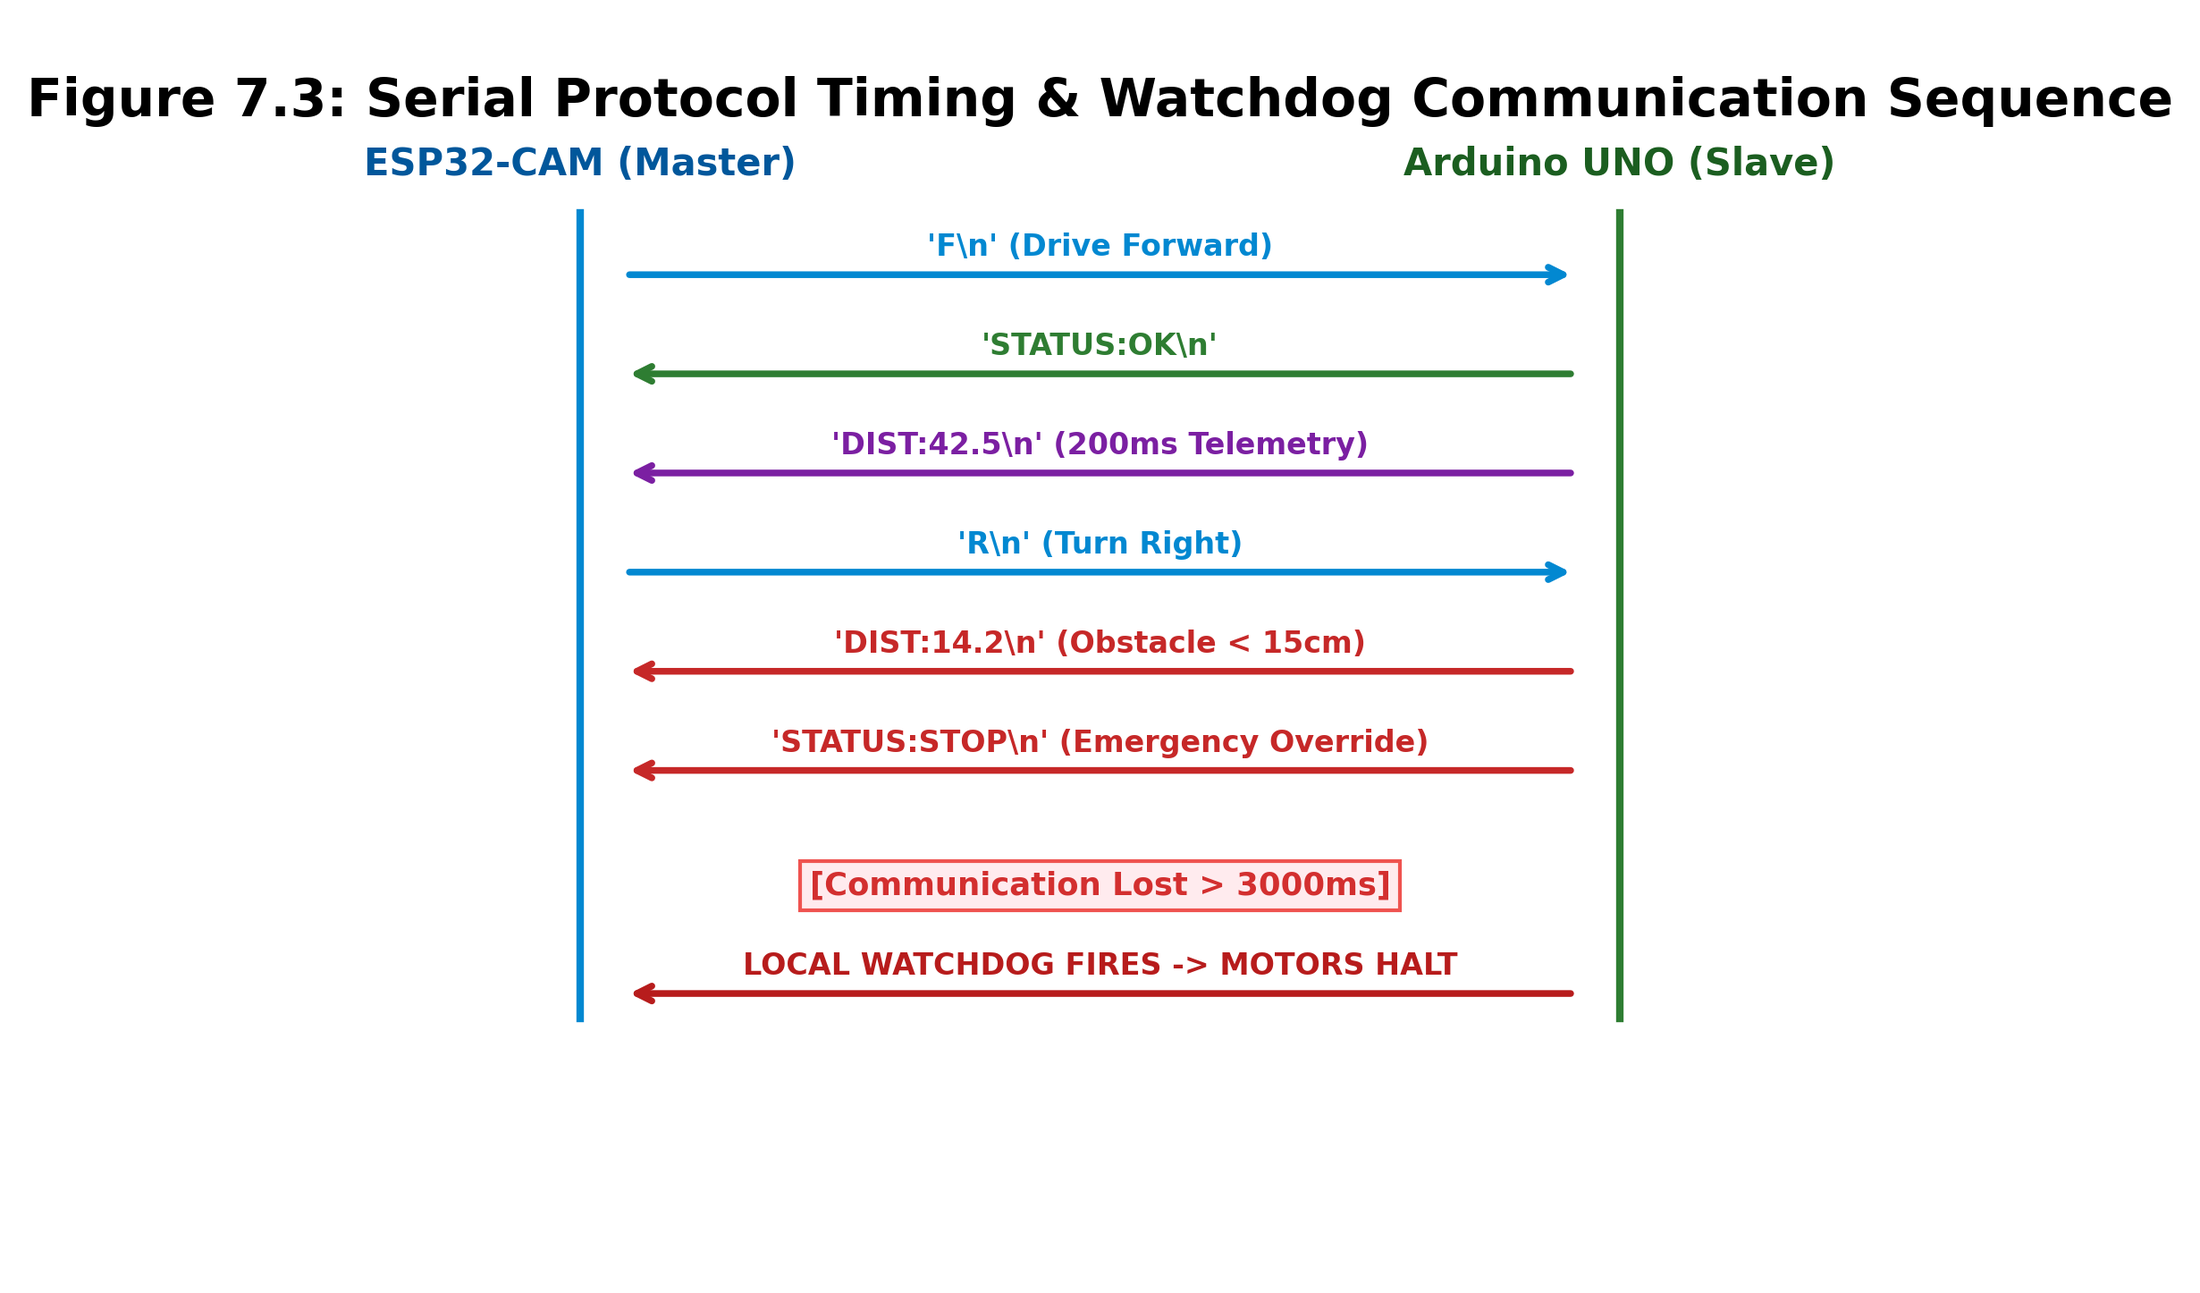 Figure 7.3: Serial Protocol Timing & Watchdog Communication Sequence
ESP32-CAM (Master)
Arduino UNO (Slave)
'F\n' (Drive Forward)
'STATUS:OK\n'
'DIST:42.5\n' (200ms Telemetry)
'R\n' (Turn Right)
'DIST:14.2\n' (Obstacle < 15cm)
'STATUS:STOP\n' (Emergency Override)
[Communication Lost > 3000ms]
LOCAL WATCHDOG FIRES -> MOTORS HALT